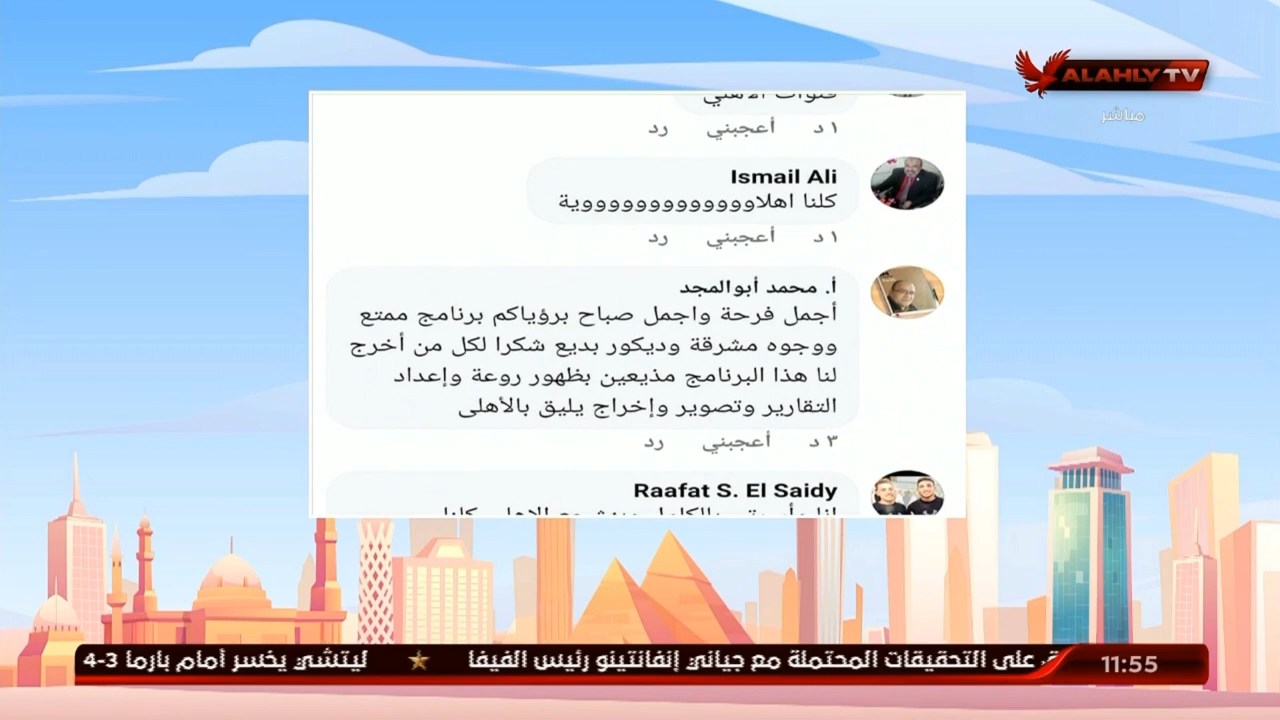 ALAHLY TV
مباشر
قنوات الأهلي
١ د أعجبني رد
Ismail Ali
كلنا اهلاوووووووووووووية
١ د أعجبني رد
أ. محمد أبوالمجد
أجمل فرحة واجمل صباح برؤياكم برنامج ممتع
ووجوه مشرقة وديكور بديع شكرا لكل من أخرج
لنا هذا البرنامج مذيعين بظهور روعة وإعداد
التقارير وتصوير وإخراج يليق بالأهلى
٣ د أعجبني رد
Raafat S. El Saidy
11:55
على التحقيقات المحتملة مع جياني إنفانتينو رئيس الفيفا ★ ليتشي يخسر أمام بارما 3-4